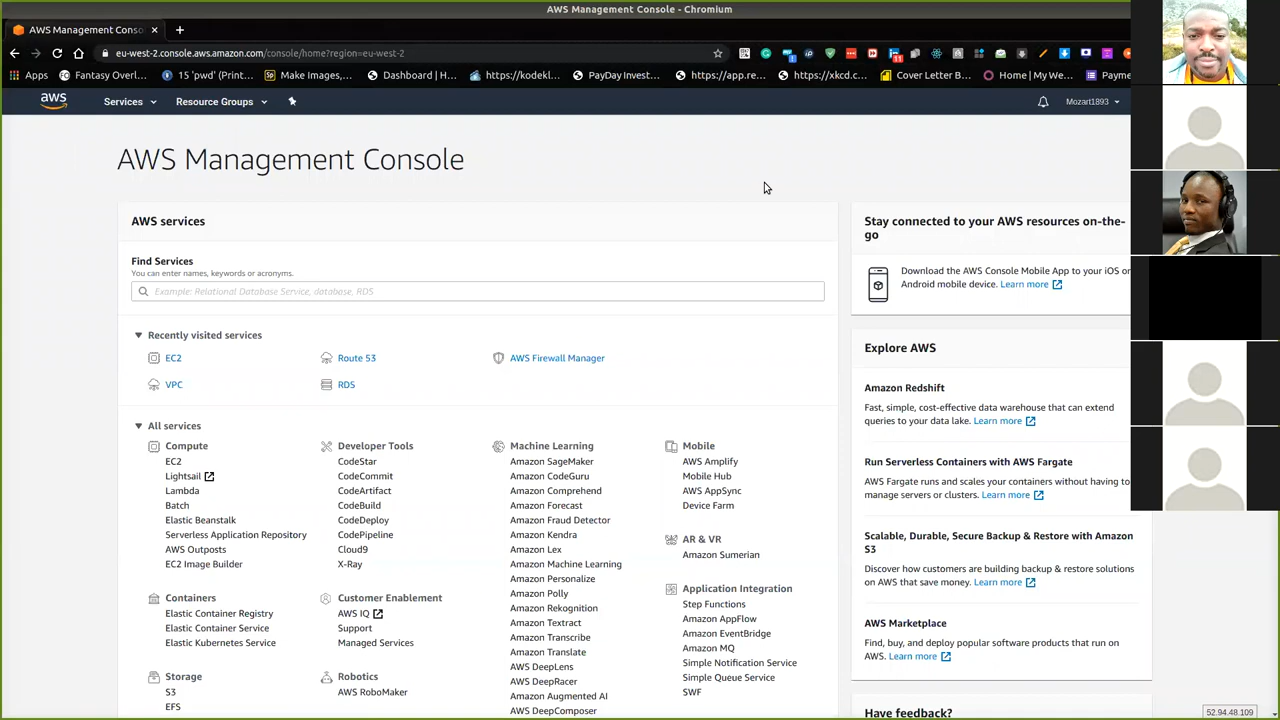 AWS Management Console - Chromium
AWS Management Conso
eu-west-2.console.aws.amazon.com/console/home?region=eu-west-2
Apps
Fantasy Overl...
15 'pwd' (Print...
Make Images...
Dashboard | H...
https://kodekl...
PayDay Invest...
https://app.re...
https://xkcd.c...
Cover Letter B...
Home | My We...
Payme
aws
Services
Resource Groups
Mozart1893
AWS Management Console
AWS services
Find Services
You can enter names, keywords or acronyms.
Example: Relational Database Service, database, RDS
Recently visited services
EC2
Route 53
AWS Firewall Manager
VPC
RDS
All services
Compute
EC2
Lightsail
Lambda
Batch
Elastic Beanstalk
Serverless Application Repository
AWS Outposts
EC2 Image Builder
Containers
Elastic Container Registry
Elastic Container Service
Elastic Kubernetes Service
Storage
S3
EFS
Developer Tools
CodeStar
CodeCommit
CodeArtifact
CodeBuild
CodeDeploy
CodePipeline
Cloud9
X-Ray
Customer Enablement
AWS IQ
Support
Managed Services
Robotics
AWS RoboMaker
Machine Learning
Amazon SageMaker
Amazon CodeGuru
Amazon Comprehend
Amazon Forecast
Amazon Fraud Detector
Amazon Kendra
Amazon Lex
Amazon Machine Learning
Amazon Personalize
Amazon Polly
Amazon Rekognition
Amazon Textract
Amazon Transcribe
Amazon Translate
AWS DeepLens
AWS DeepRacer
Amazon Augmented AI
AWS DeepComposer
Mobile
AWS Amplify
Mobile Hub
AWS AppSync
Device Farm
AR & VR
Amazon Sumerian
Application Integration
Step Functions
Amazon AppFlow
Amazon EventBridge
Amazon MQ
Simple Notification Service
Simple Queue Service
SWF
Stay connected to your AWS resources on-the-
go
Download the AWS Console Mobile App to your iOS or
Android mobile device. Learn more
Explore AWS
Amazon Redshift
Fast, simple, cost-effective data warehouse that can extend
queries to your data lake. Learn more
Run Serverless Containers with AWS Fargate
AWS Fargate runs and scales your containers without having to
manage servers or clusters. Learn more
Scalable, Durable, Secure Backup & Restore with Amazon
S3
Discover how customers are building backup & restore solutions
on AWS that save money. Learn more
AWS Marketplace
Find, buy, and deploy popular software products that run on
AWS. Learn more
Have feedback?
52.94.48.109